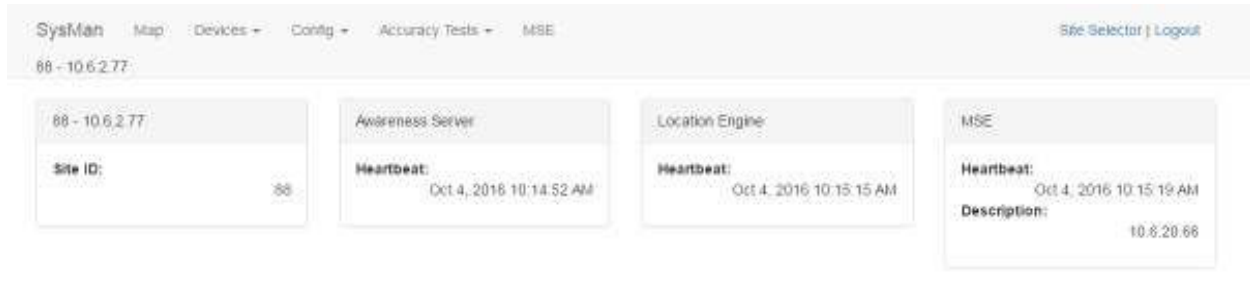 SysMan Map Devices Config Accuracy Tests MSE Site Selector | Logout
88 - 10.6.2.77
88 - 10.6.2.77
Site ID:
88
Awareness Server
Heartbeat:
Oct 4, 2016 10:14:52 AM
Location Engine
Heartbeat:
Oct 4, 2016 10:15:15 AM
MSE
Heartbeat:
Oct 4, 2016 10:15:19 AM
Description:
10.6.20.66